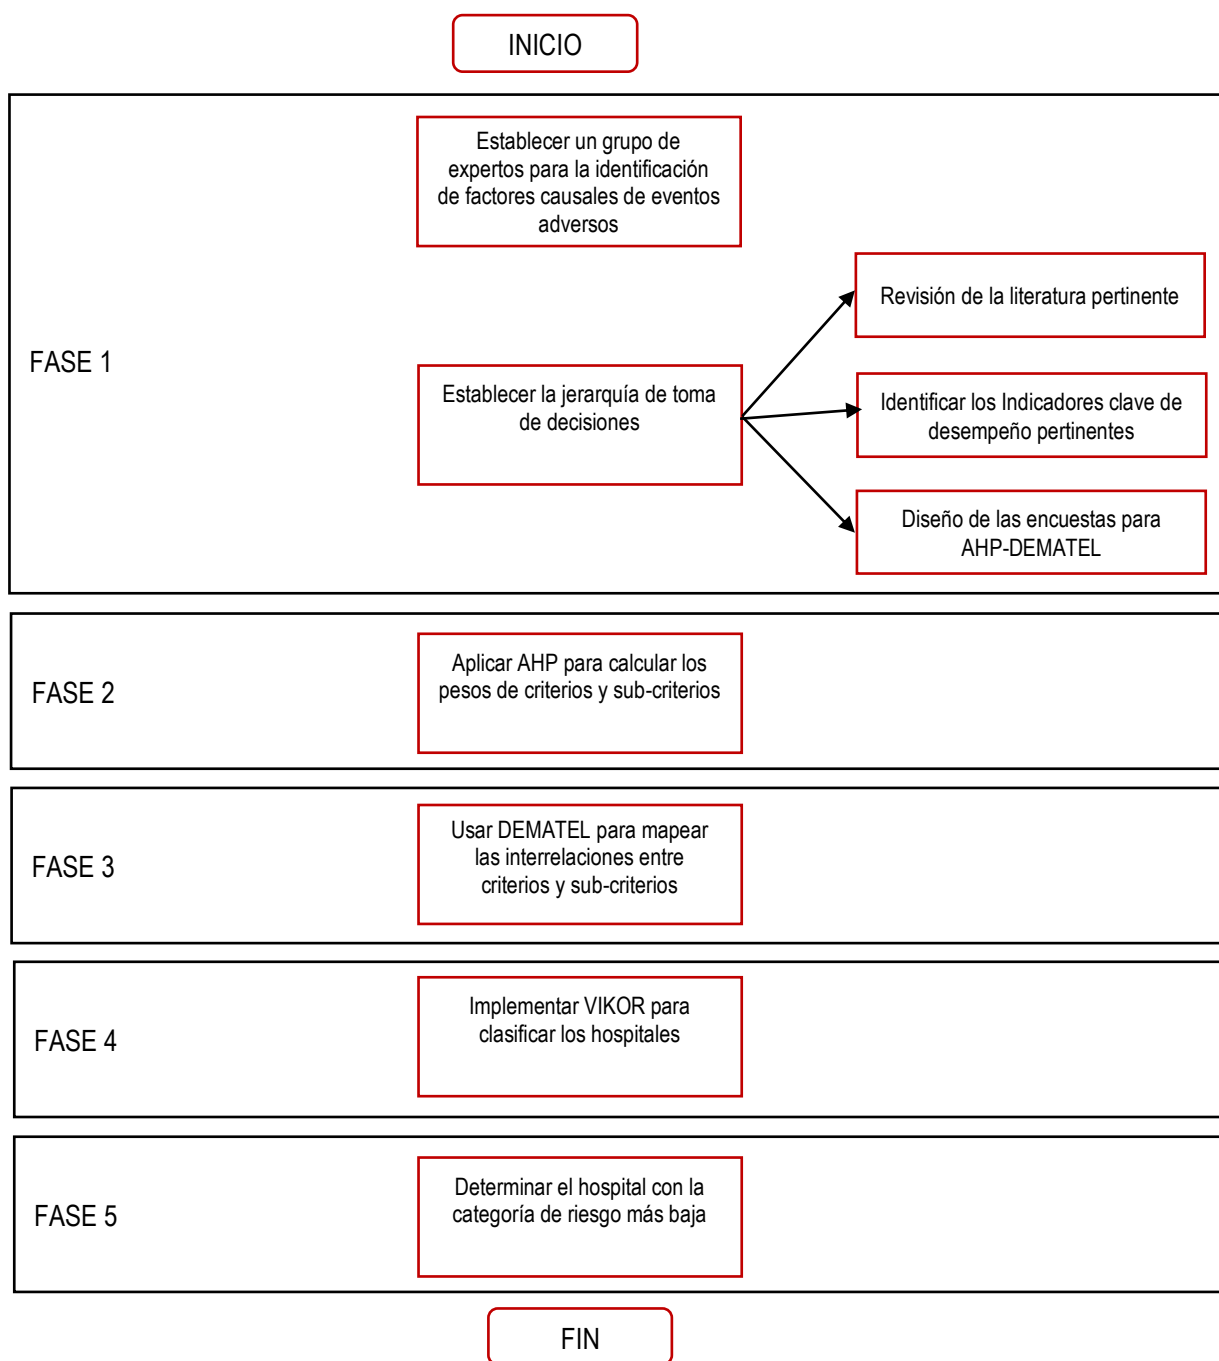 INICIO
Establecer un grupo de
expertos para la identificación
de factores causales de eventos
adversos
Revisión de la literatura pertinente
FASE 1
Establecer la jerarquía de toma
de decisiones
Identificar los Indicadores clave de
desempeño pertinentes
Diseño de las encuestas para
AHP-DEMATEL
FASE 2
Aplicar AHP para calcular los
pesos de criterios y sub-criterios
FASE 3
Usar DEMATEL para mapear
las interrelaciones entre
criterios y sub-criterios
FASE 4
Implementar VIKOR para
clasificar los hospitales
FASE 5
Determinar el hospital con la
categoría de riesgo más baja
FIN